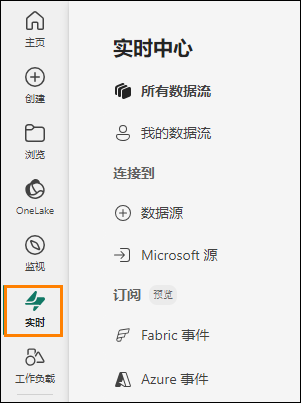 主页
创建
浏览
OneLake
监视
实时
工作负载
实时中心
所有数据流
我的数据流
连接到
数据源
Microsoft 源
订阅 预览
Fabric 事件
Azure 事件